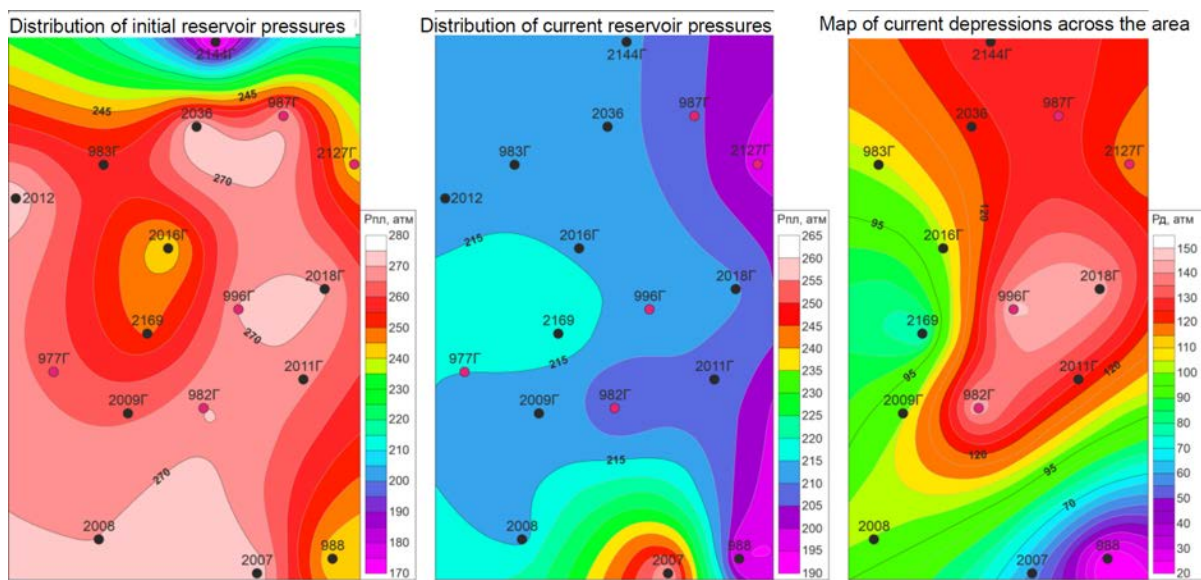 Distribution of initial reservoir pressures
2144Г
245
245
2036
987Г
983Г
2127Г
270
2012
2016Г
2018Г
996Г
270
2169
977Г
2011Г
2009Г
982Г
270
2008
2007
988
Рпл, атм
280
270
260
250
240
230
220
210
200
190
180
170
Distribution of current reservoir pressures
2144Г
2036
987Г
983Г
2127Г
2012
215
2016Г
2018Г
996Г
2169
977Г
215
2011Г
2009Г
982Г
215
2008
2007
988
Рпл, атм
265
260
255
250
245
240
235
230
225
220
215
210
205
200
195
190
Map of current depressions across the area
2144Г
2036
987Г
983Г
2127Г
95
120
2016Г
2018Г
996Г
2169
95
2011Г
120
2009Г
982Г
120
95
2008
70
2007
988
Рд, атм
150
140
130
120
110
100
90
80
70
60
50
40
30
20